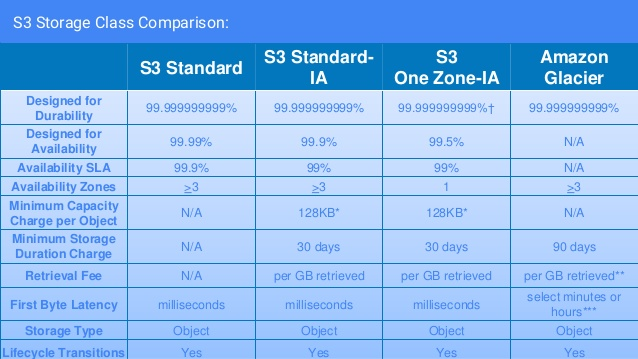 S3 Storage Class Comparison:
S3 Standard
S3 Standard-
IA
S3
One Zone-IA
Amazon
Glacier
Designed for
Durability
99.999999999%
99.999999999%
99.999999999%†
99.999999999%
Designed for
Availability
99.99%
99.9%
99.5%
N/A
Availability SLA
99.9%
99%
99%
N/A
Availability Zones
≥3
≥3
1
≥3
Minimum Capacity
Charge per Object
N/A
128KB*
128KB*
N/A
Minimum Storage
Duration Charge
N/A
30 days
30 days
90 days
Retrieval Fee
N/A
per GB retrieved
per GB retrieved
per GB retrieved**
First Byte Latency
milliseconds
milliseconds
milliseconds
select minutes or
hours***
Storage Type
Object
Object
Object
Object
Lifecycle Transitions
Yes
Yes
Yes
Yes